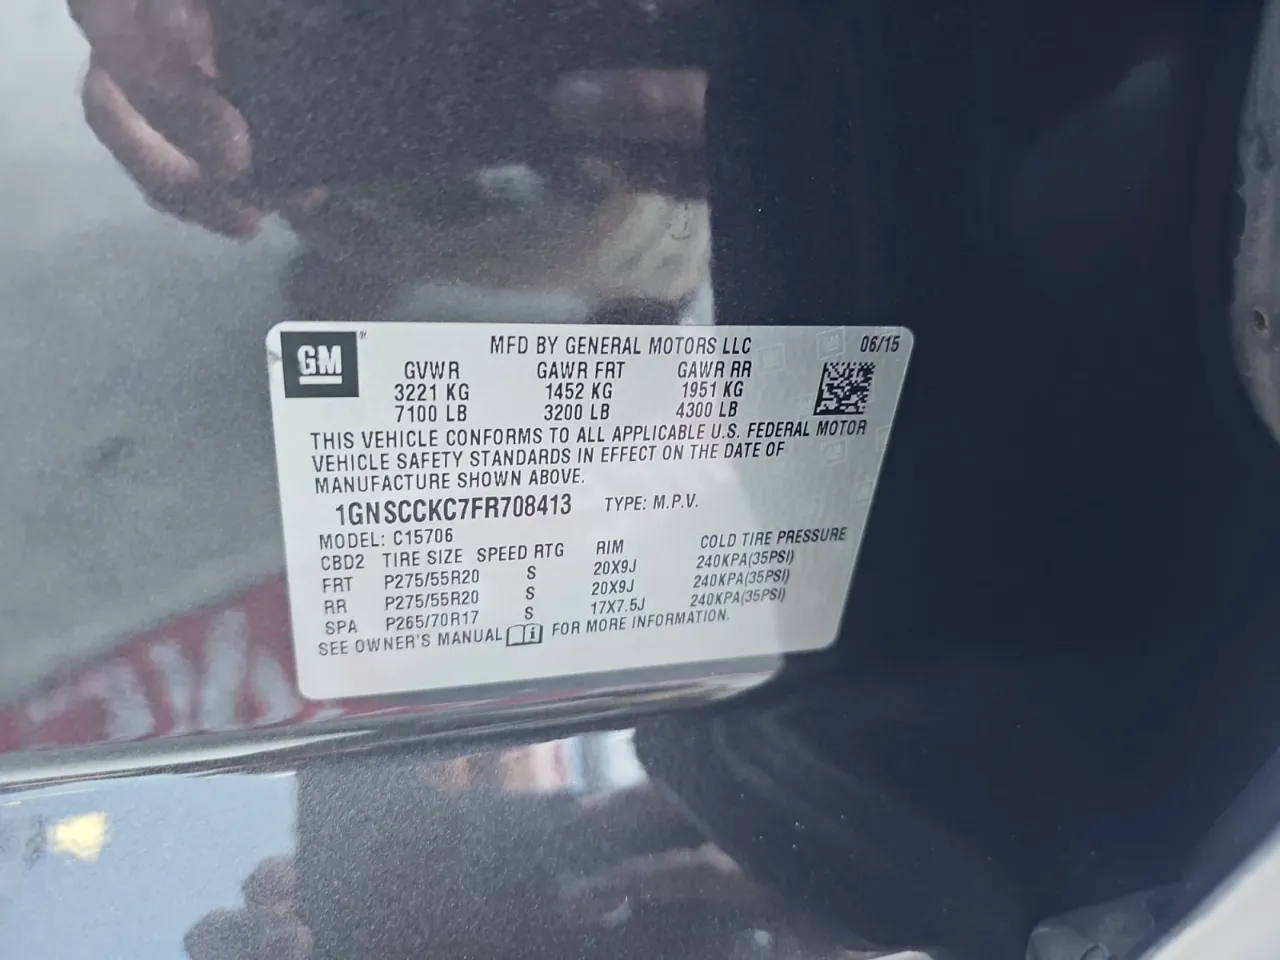 GM ® MFD BY GENERAL MOTORS LLC 06/15
GVWR GAWR FRT GAWR RR
3221 KG 1452 KG 1951 KG
7100 LB 3200 LB 4300 LB
THIS VEHICLE CONFORMS TO ALL APPLICABLE U.S. FEDERAL MOTOR
VEHICLE SAFETY STANDARDS IN EFFECT ON THE DATE OF
MANUFACTURE SHOWN ABOVE.
1GNSCCKC7FR708413 TYPE: M.P.V.
MODEL: C15706
CBD2 TIRE SIZE SPEED RTG RIM COLD TIRE PRESSURE
FRT P275/55R20 S 20X9J 240KPA(35PSI)
RR P275/55R20 S 20X9J 240KPA(35PSI)
SPA P265/70R17 S 17X7.5J 240KPA(35PSI)
SEE OWNER'S MANUAL i FOR MORE INFORMATION.